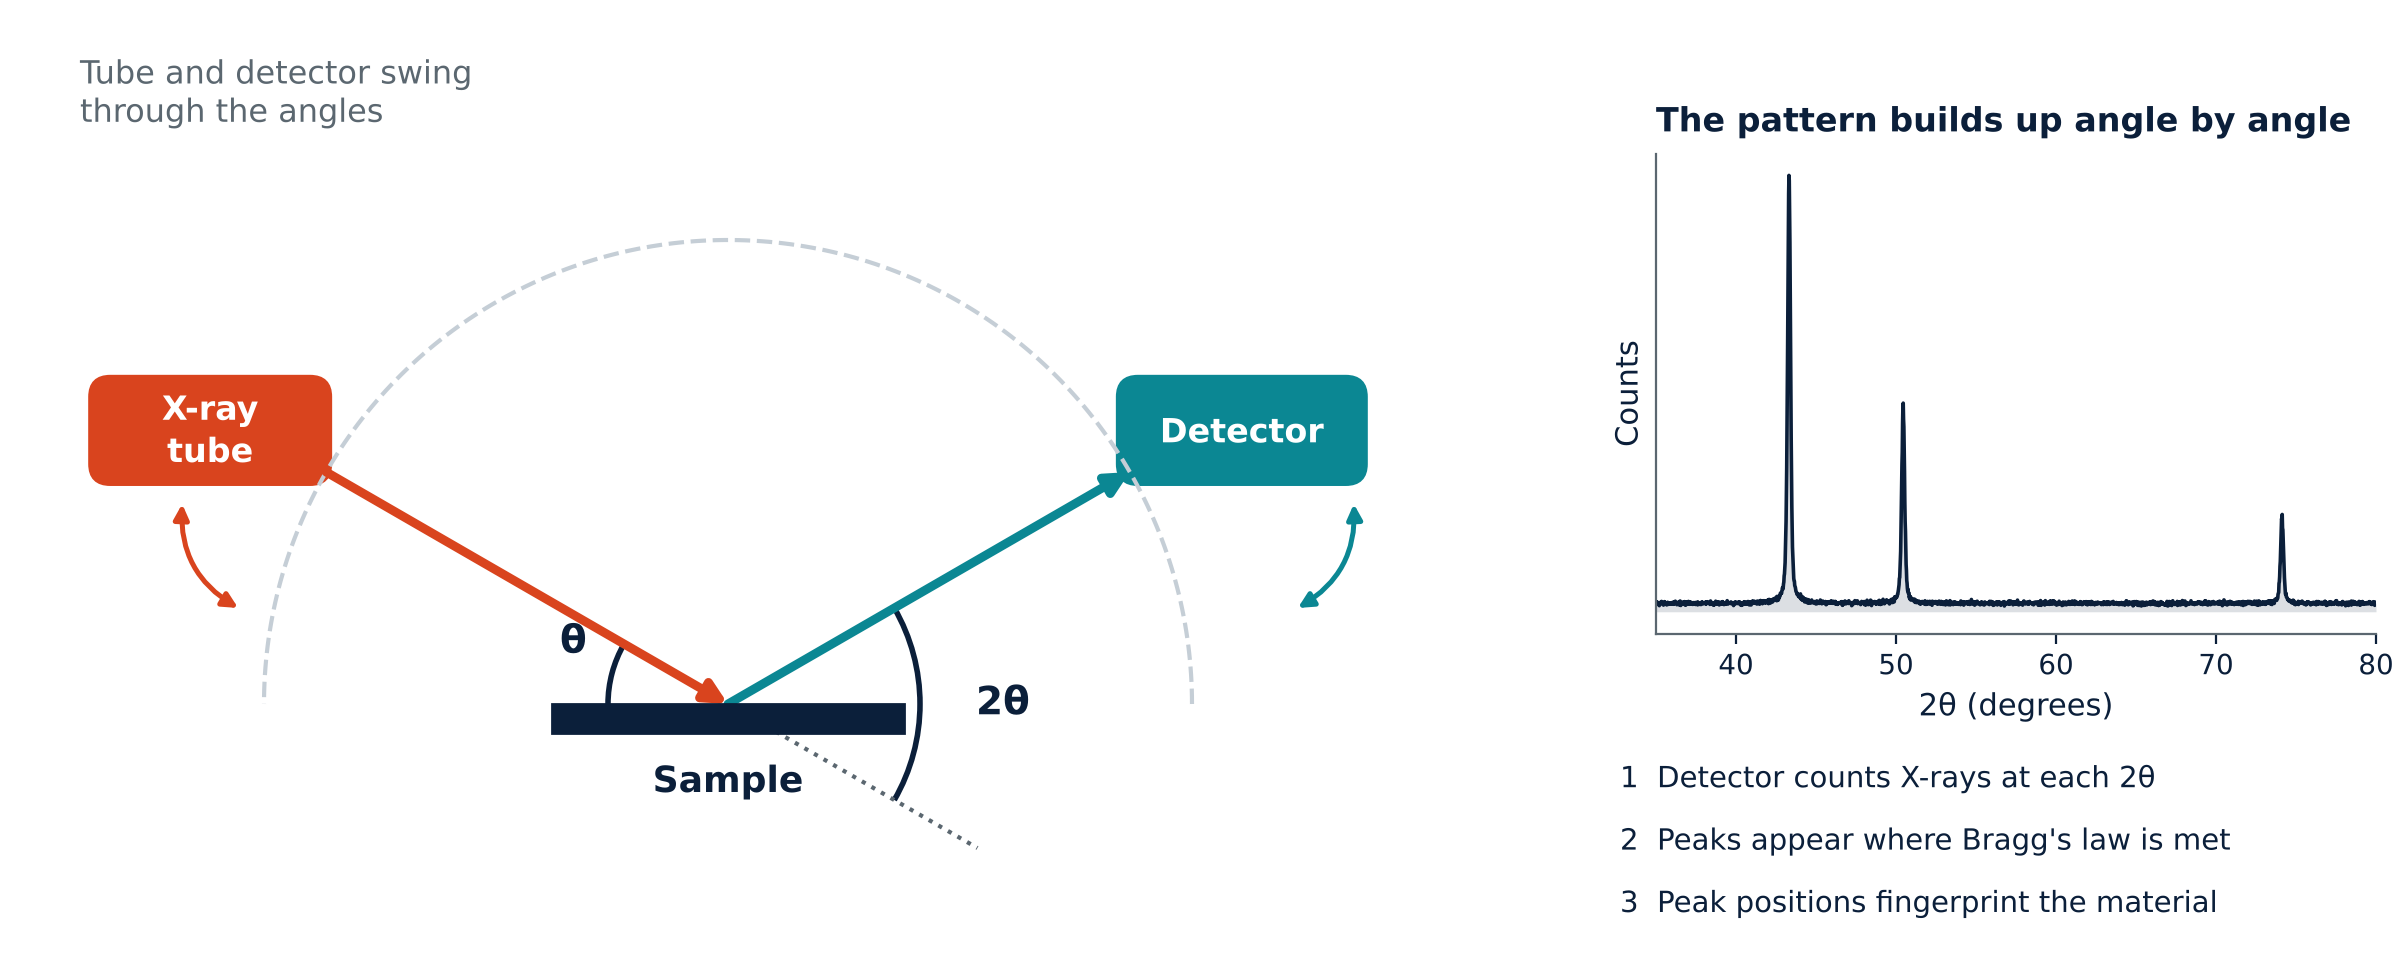 Tube and detector swing
through the angles
X-ray
tube
Detector
θ
2θ
Sample
The pattern builds up angle by angle
Counts
40 50 60 70 80
2θ (degrees)
1 Detector counts X-rays at each 2θ
2 Peaks appear where Bragg's law is met
3 Peak positions fingerprint the material